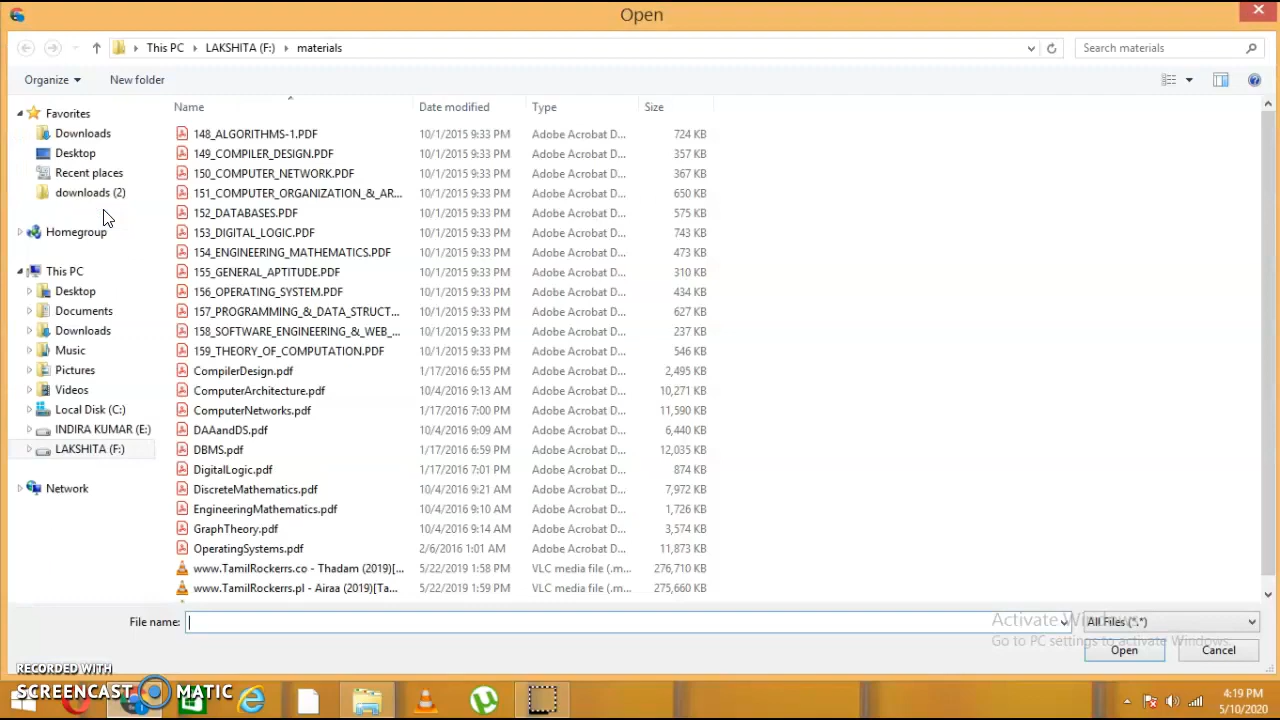 Open
This PC LAKSHITA (F:) materials
Search materials
Organize New folder
Name Date modified Type Size
Favorites
Downloads
Desktop
Recent places
downloads (2)
Homegroup
This PC
Desktop
Documents
Downloads
Music
Pictures
Videos
Local Disk (C:)
INDIRA KUMAR (E:)
LAKSHITA (F:)
Network
148_ALGORITHMS-1.PDF 10/1/2015 9:33 PM Adobe Acrobat D... 724 KB
149_COMPILER_DESIGN.PDF 10/1/2015 9:33 PM Adobe Acrobat D... 357 KB
150_COMPUTER_NETWORK.PDF 10/1/2015 9:33 PM Adobe Acrobat D... 367 KB
151_COMPUTER_ORGANIZATION_&_AR... 10/1/2015 9:33 PM Adobe Acrobat D... 650 KB
152_DATABASES.PDF 10/1/2015 9:33 PM Adobe Acrobat D... 575 KB
153_DIGITAL_LOGIC.PDF 10/1/2015 9:33 PM Adobe Acrobat D... 743 KB
154_ENGINEERING_MATHEMATICS.PDF 10/1/2015 9:33 PM Adobe Acrobat D... 473 KB
155_GENERAL_APTITUDE.PDF 10/1/2015 9:33 PM Adobe Acrobat D... 310 KB
156_OPERATING_SYSTEM.PDF 10/1/2015 9:33 PM Adobe Acrobat D... 434 KB
157_PROGRAMMING_&_DATA_STRUCT... 10/1/2015 9:33 PM Adobe Acrobat D... 627 KB
158_SOFTWARE_ENGINEERING_&_WEB_... 10/1/2015 9:33 PM Adobe Acrobat D... 237 KB
159_THEORY_OF_COMPUTATION.PDF 10/1/2015 9:33 PM Adobe Acrobat D... 546 KB
CompilerDesign.pdf 1/17/2016 6:55 PM Adobe Acrobat D... 2,495 KB
ComputerArchitecture.pdf 10/4/2016 9:13 AM Adobe Acrobat D... 10,271 KB
ComputerNetworks.pdf 1/17/2016 7:00 PM Adobe Acrobat D... 11,590 KB
DAAandDS.pdf 10/4/2016 9:09 AM Adobe Acrobat D... 6,440 KB
DBMS.pdf 1/17/2016 6:59 PM Adobe Acrobat D... 12,035 KB
DigitalLogic.pdf 1/17/2016 7:01 PM Adobe Acrobat D... 874 KB
DiscreteMathematics.pdf 10/4/2016 9:21 AM Adobe Acrobat D... 7,972 KB
EngineeringMathematics.pdf 10/4/2016 9:10 AM Adobe Acrobat D... 1,726 KB
GraphTheory.pdf 10/4/2016 9:14 AM Adobe Acrobat D... 3,574 KB
OperatingSystems.pdf 2/6/2016 1:01 AM Adobe Acrobat D... 11,873 KB
www.TamilRockerrs.co - Thadam (2019)[... 5/22/2019 1:58 PM VLC media file (.m... 276,710 KB
www.TamilRockerrs.pl - Airaa (2019)[Ta... 5/22/2019 1:59 PM VLC media file (.m... 275,660 KB
File name: All Files (*.*)
Activate Windows
Go to PC settings to activate Windows.
Open Cancel
RECORDED WITH
SCREENCAST MATIC
4:19 PM
5/10/2020